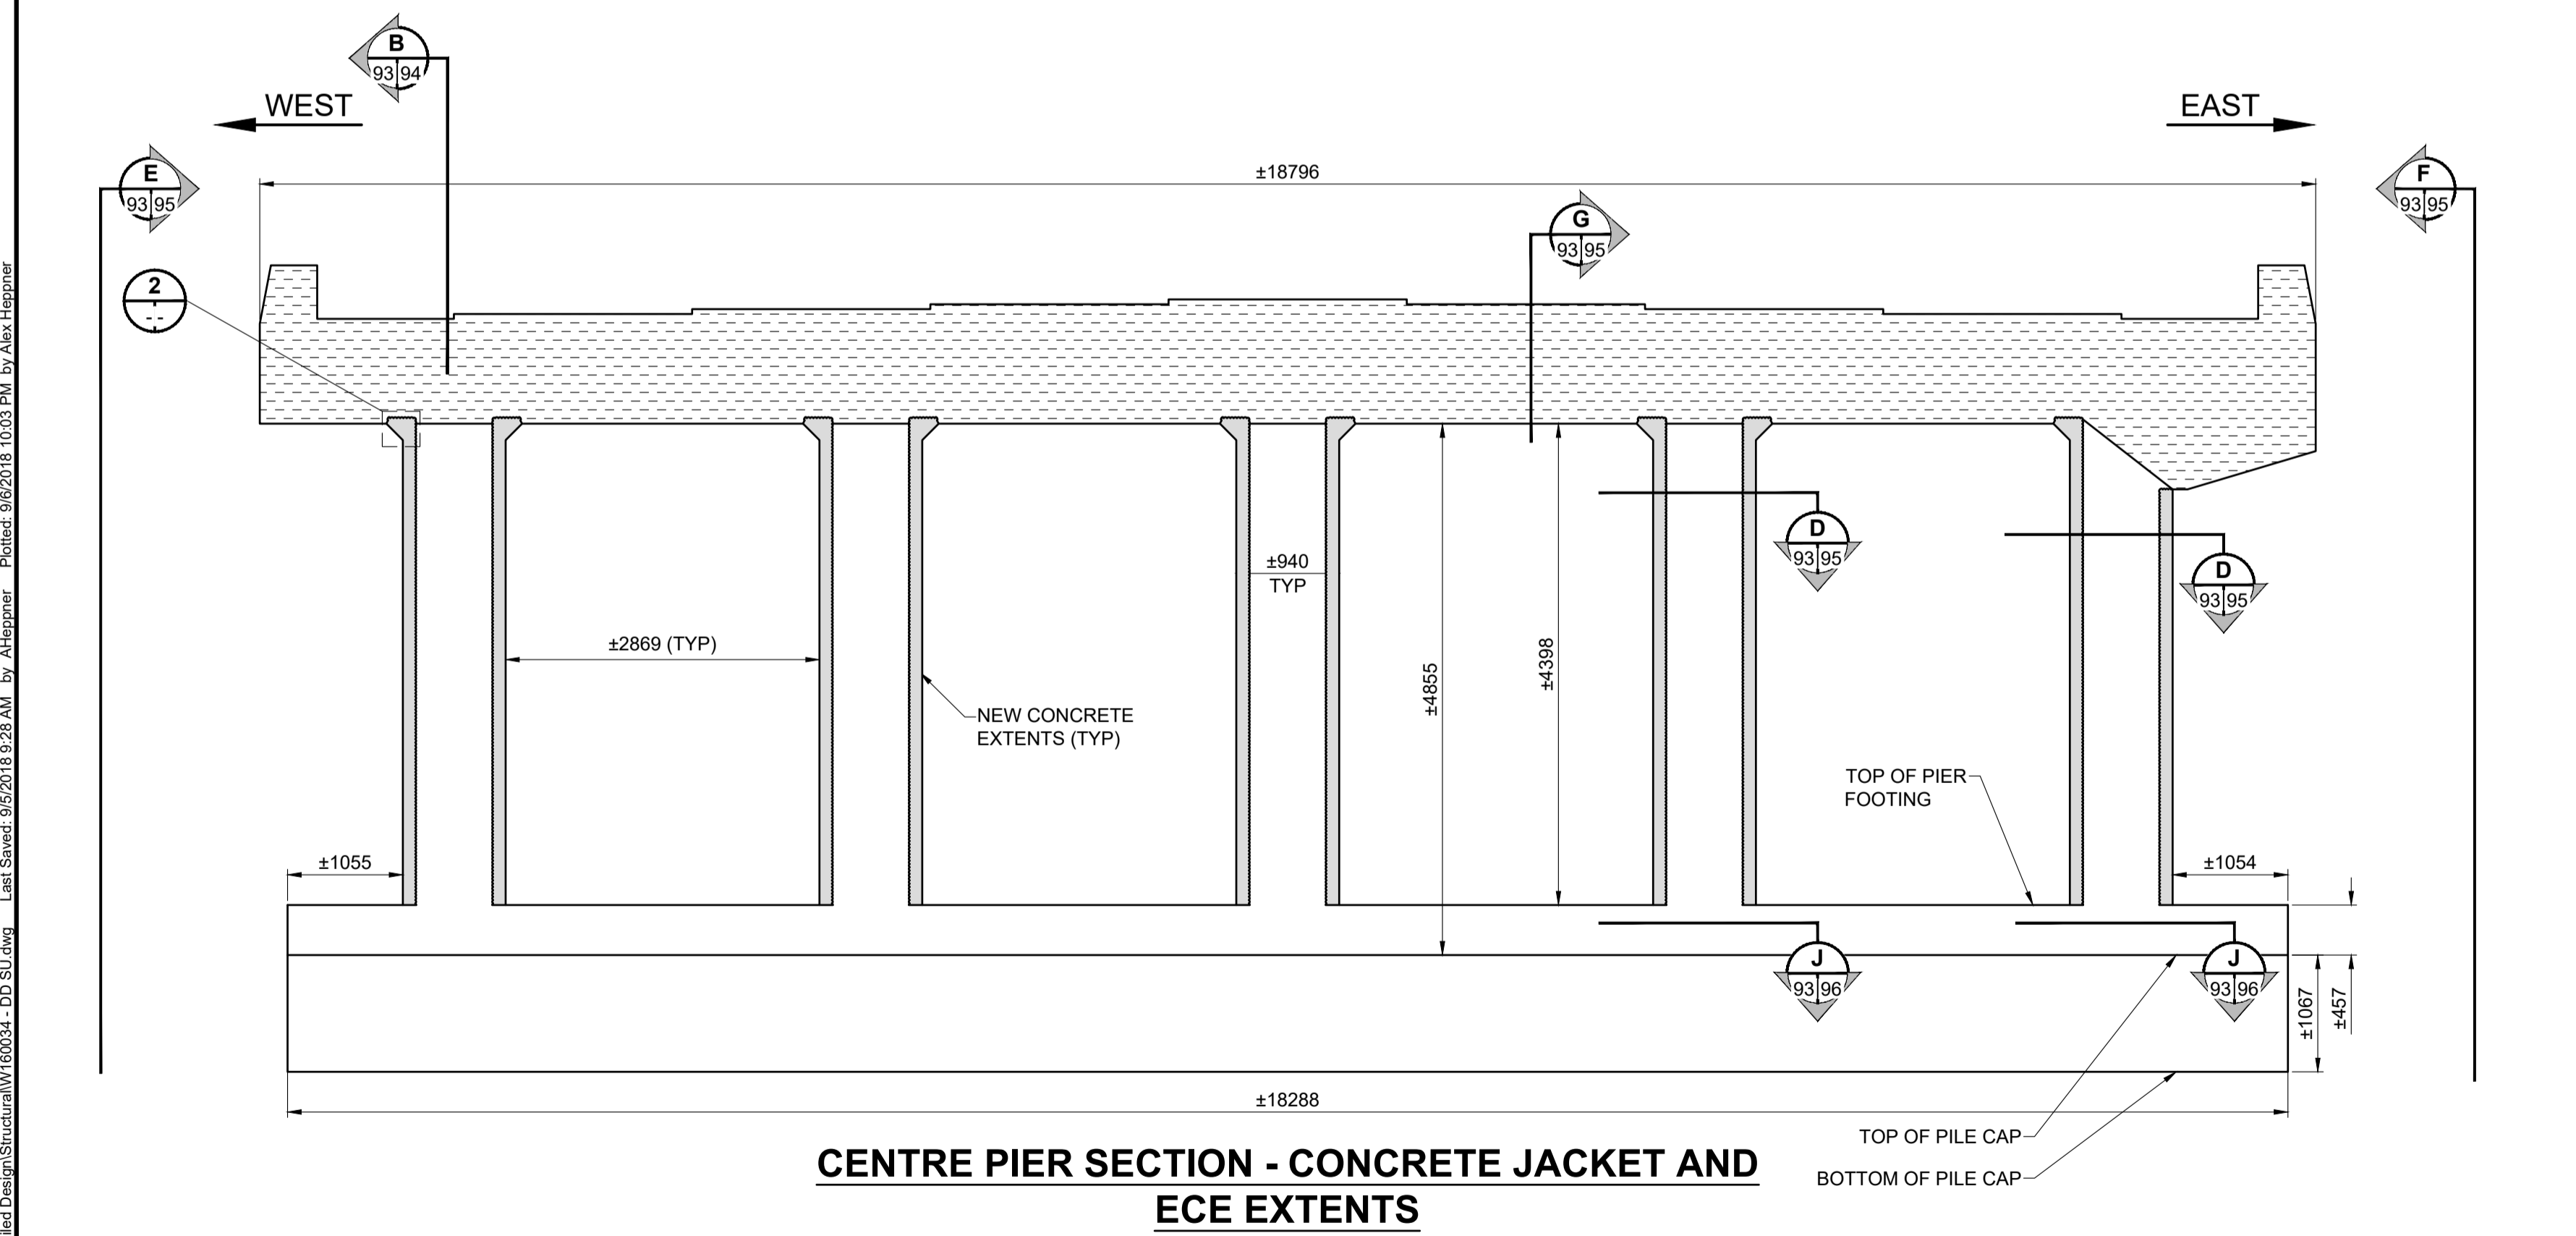 B
93 94
WEST
EAST
E
93 95
±18796
F
93 95
G
93 95
2
--
D
93 95
±940
TYP
D
93 95
±2869 (TYP)
±4855
±4398
NEW CONCRETE
EXTENTS (TYP)
TOP OF PIER
FOOTING
±1055
±1054
J
93 96
J
93 96
±1067
±457
±18288
TOP OF PILE CAP
BOTTOM OF PILE CAP
CENTRE PIER SECTION - CONCRETE JACKET AND
ECE EXTENTS
iled Design\Structural\W160034 - DD SU.dwg Last Saved: 9/5/2018 9:28 AM by AHeppner Plotted: 9/6/2018 10:03 PM by Alex Heppner